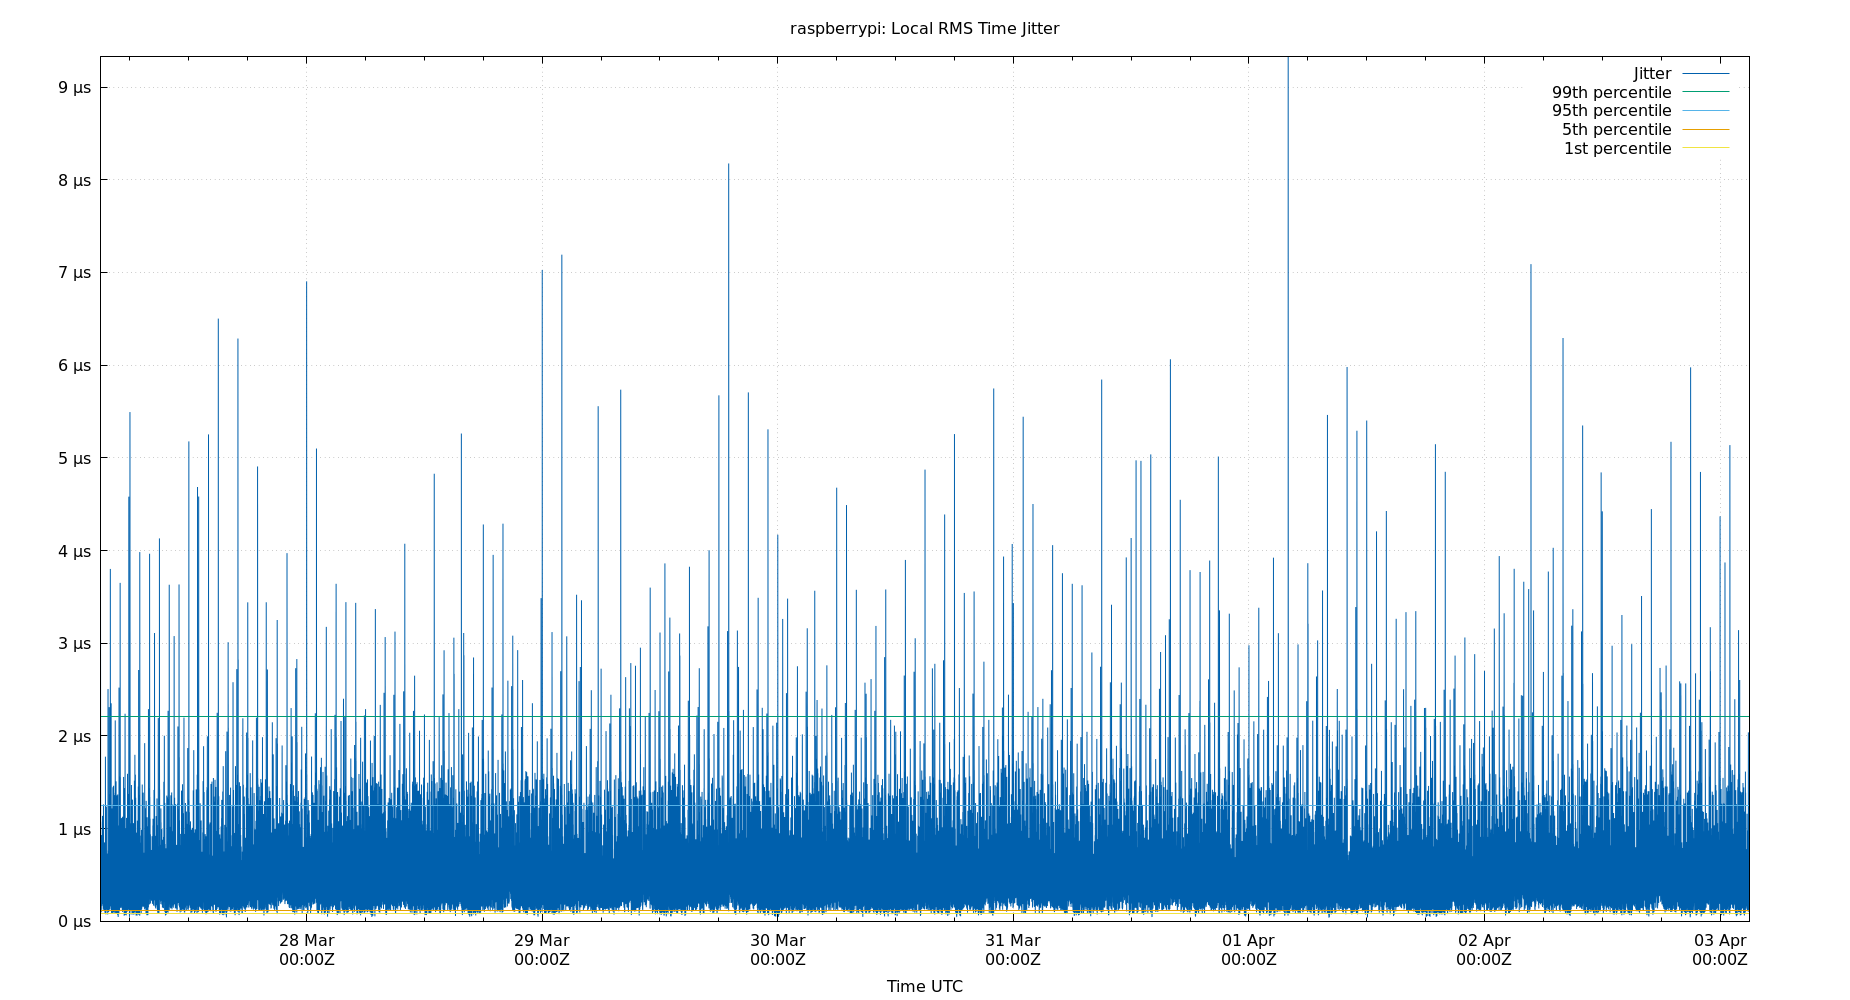 raspberrypi: Local RMS Time Jitter
Jitter
99th percentile
95th percentile
5th percentile
1st percentile
9 µs
8 µs
7 µs
6 µs
5 µs
4 µs
3 µs
2 µs
1 µs
0 µs
28 Mar 29 Mar 30 Mar 31 Mar 01 Apr 02 Apr 03 Apr
00:00Z 00:00Z 00:00Z 00:00Z 00:00Z 00:00Z 00:00Z
Time UTC